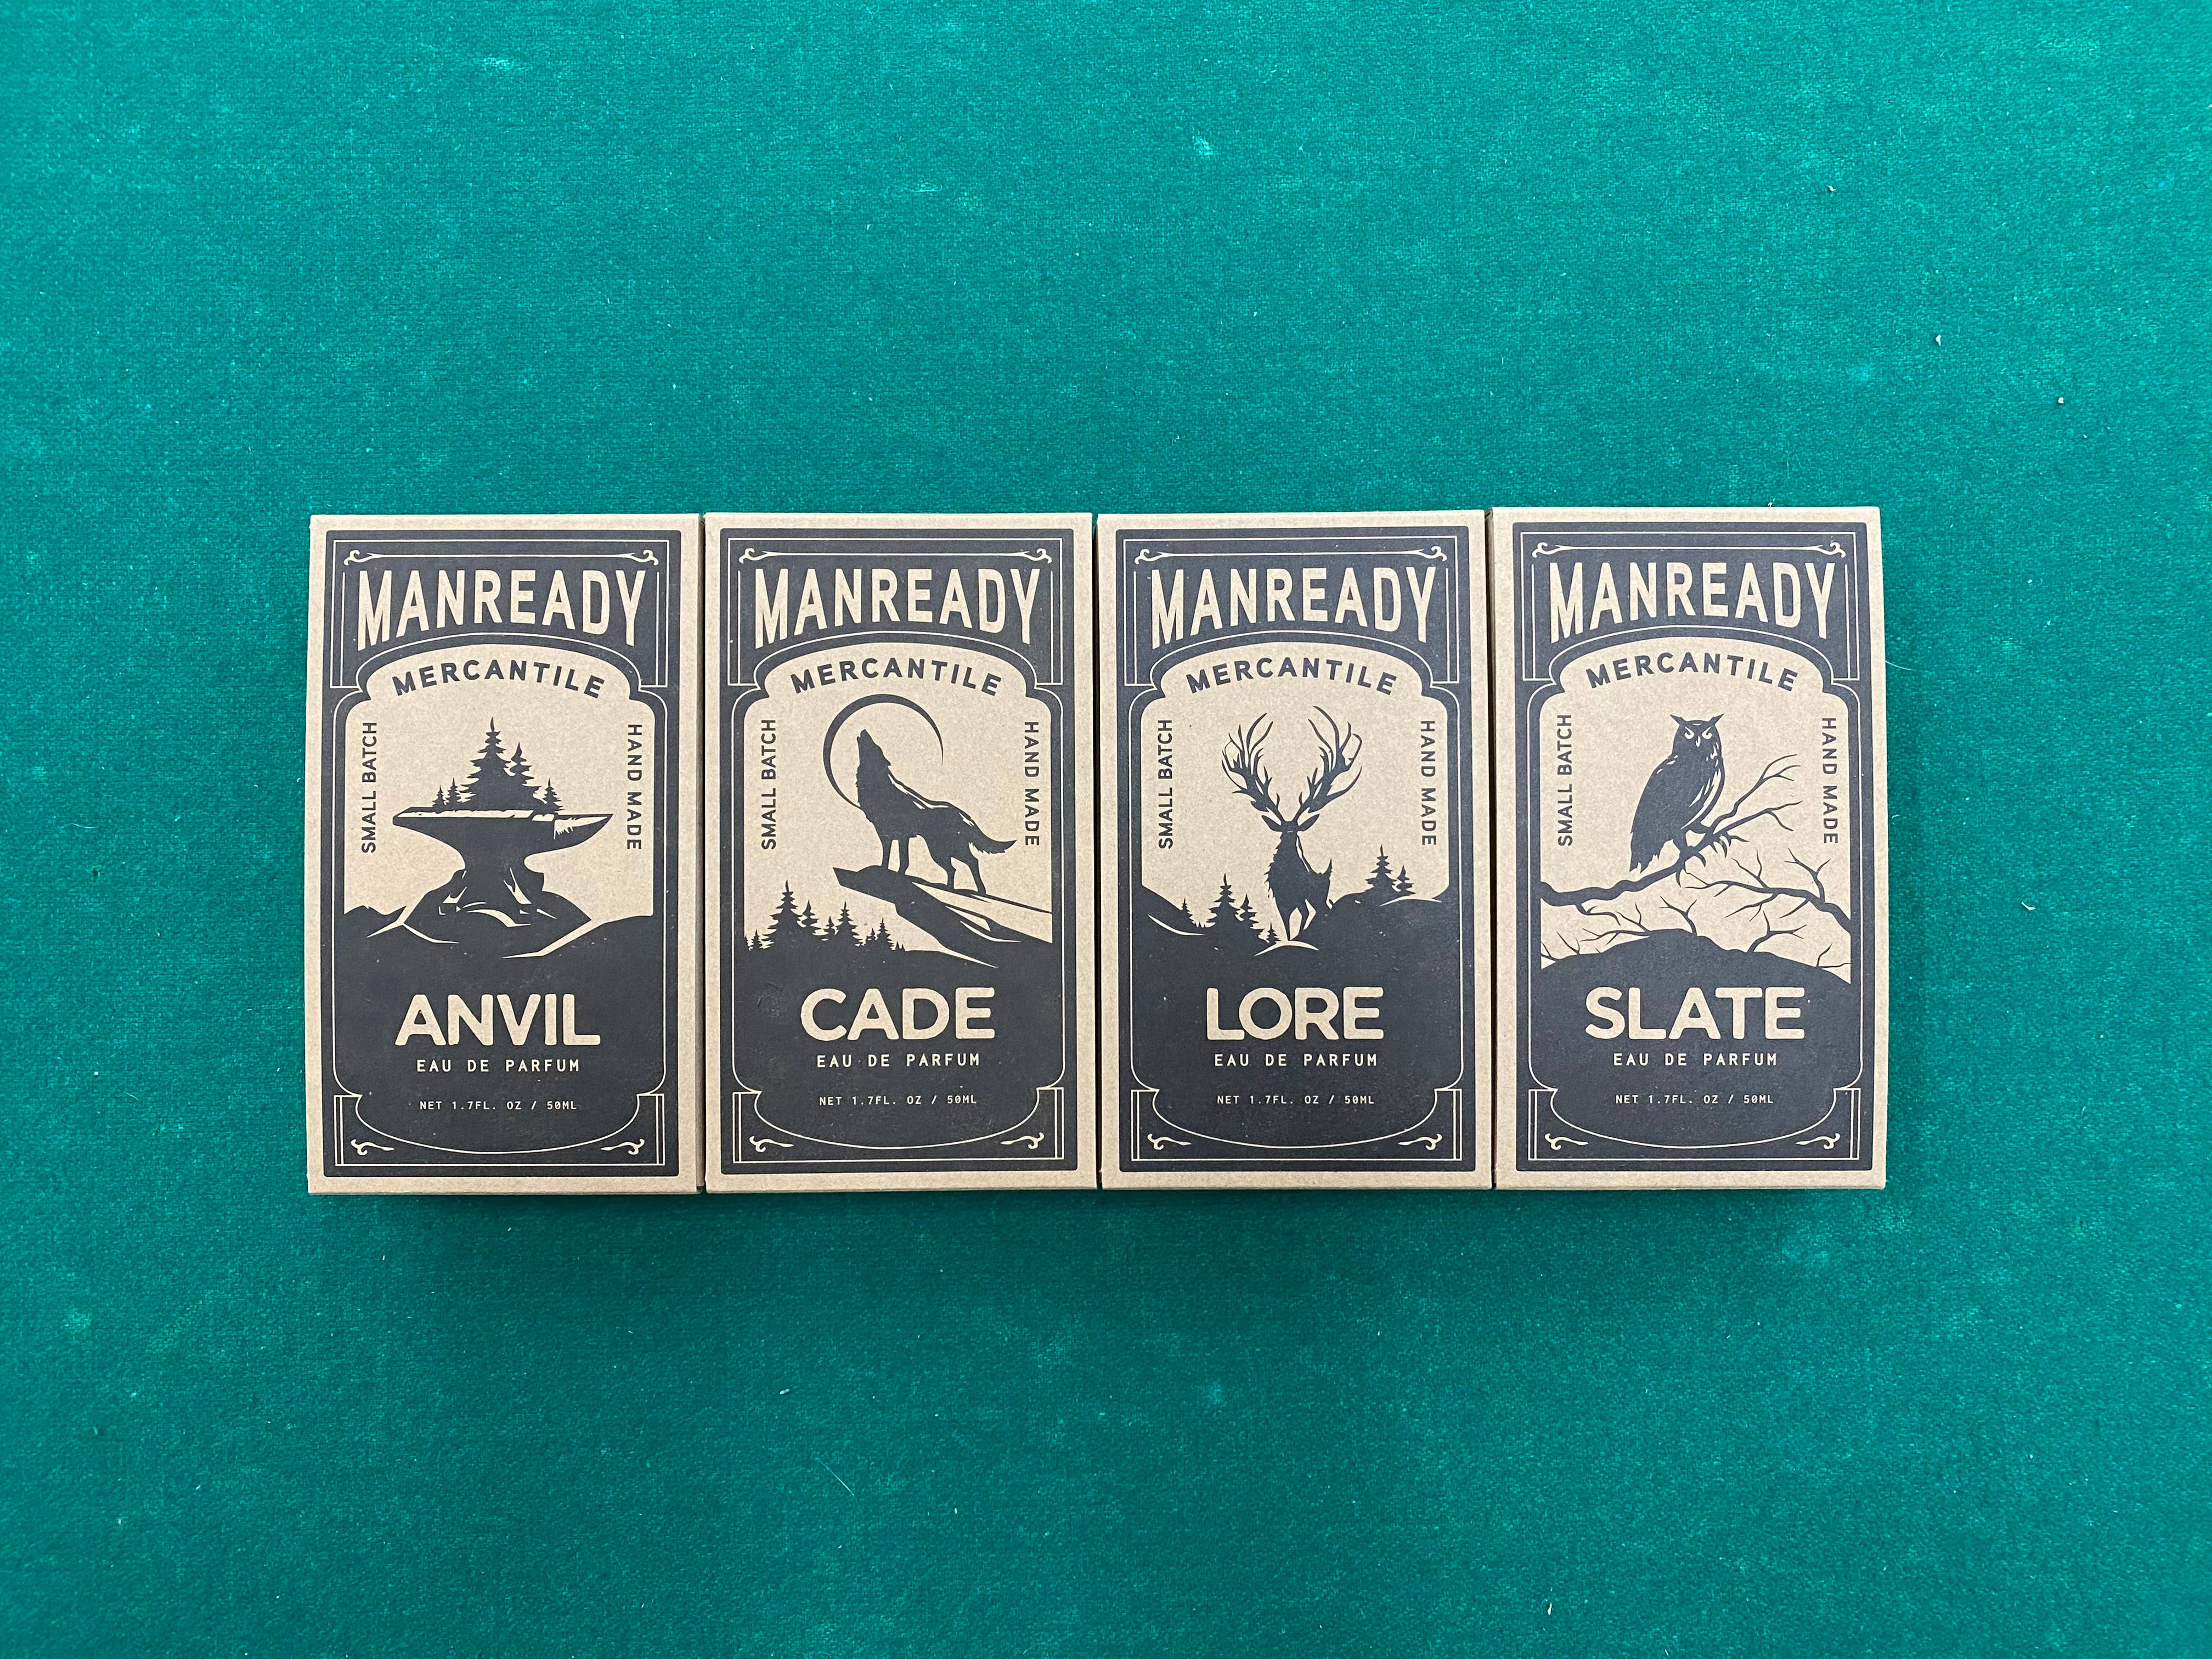 MANREADY
MERCANTILE
SMALL BATCH
HAND MADE
ANVIL
EAU DE PARFUM
NET 1.7FL. OZ / 50ML
MANREADY
MERCANTILE
SMALL BATCH
HAND MADE
CADE
EAU DE PARFUM
NET 1.7FL. OZ / 50ML
MANREADY
MERCANTILE
SMALL BATCH
HAND MADE
LORE
EAU DE PARFUM
NET 1.7FL. OZ / 50ML
MANREADY
MERCANTILE
SMALL BATCH
HAND MADE
SLATE
EAU DE PARFUM
NET 1.7FL. OZ / 50ML